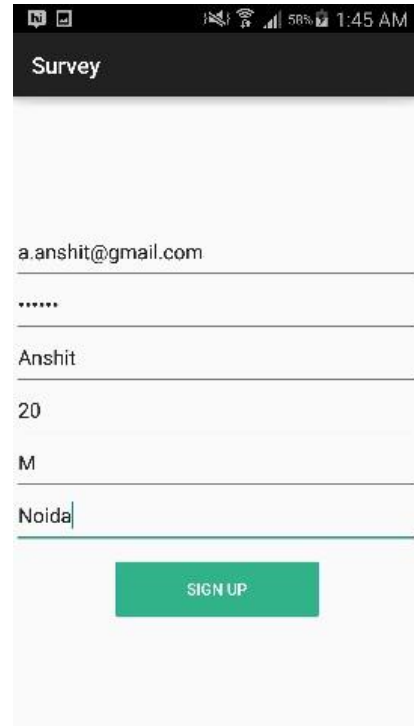 58% 1:45 AM
Survey
a.anshit@gmail.com
••••••
Anshit
20
M
Noida
SIGN UP